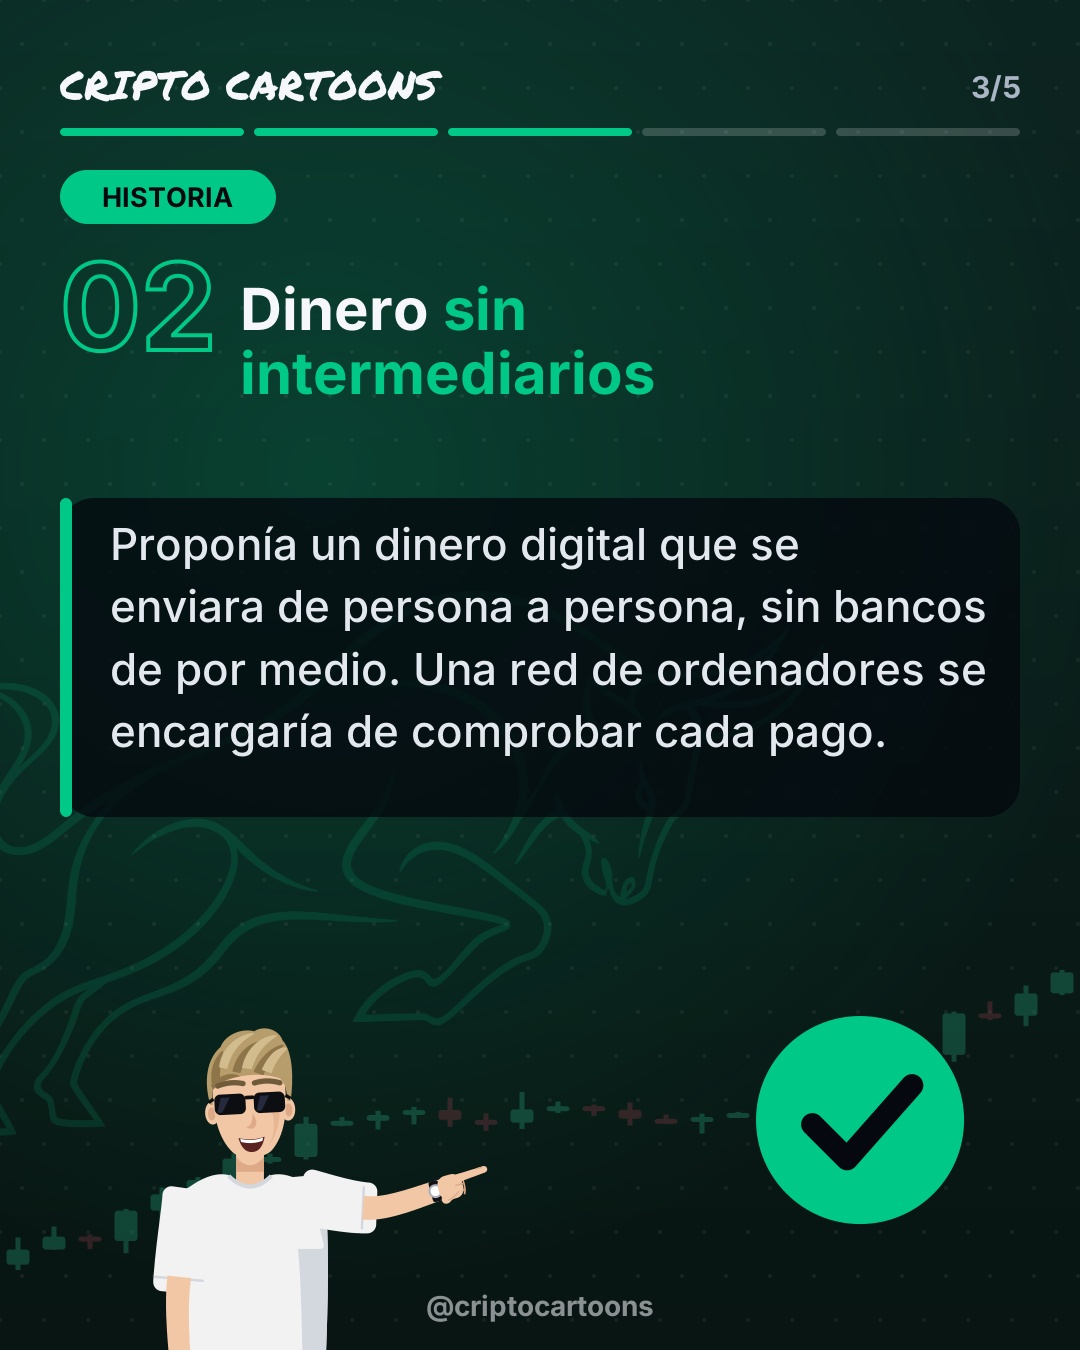 CRIPTO CARTOONS
3/5
HISTORIA
02
Dinero sin
intermediarios
Proponía un dinero digital que se
enviara de persona a persona, sin bancos
de por medio. Una red de ordenadores se
encargaría de comprobar cada pago.
@criptocartoons